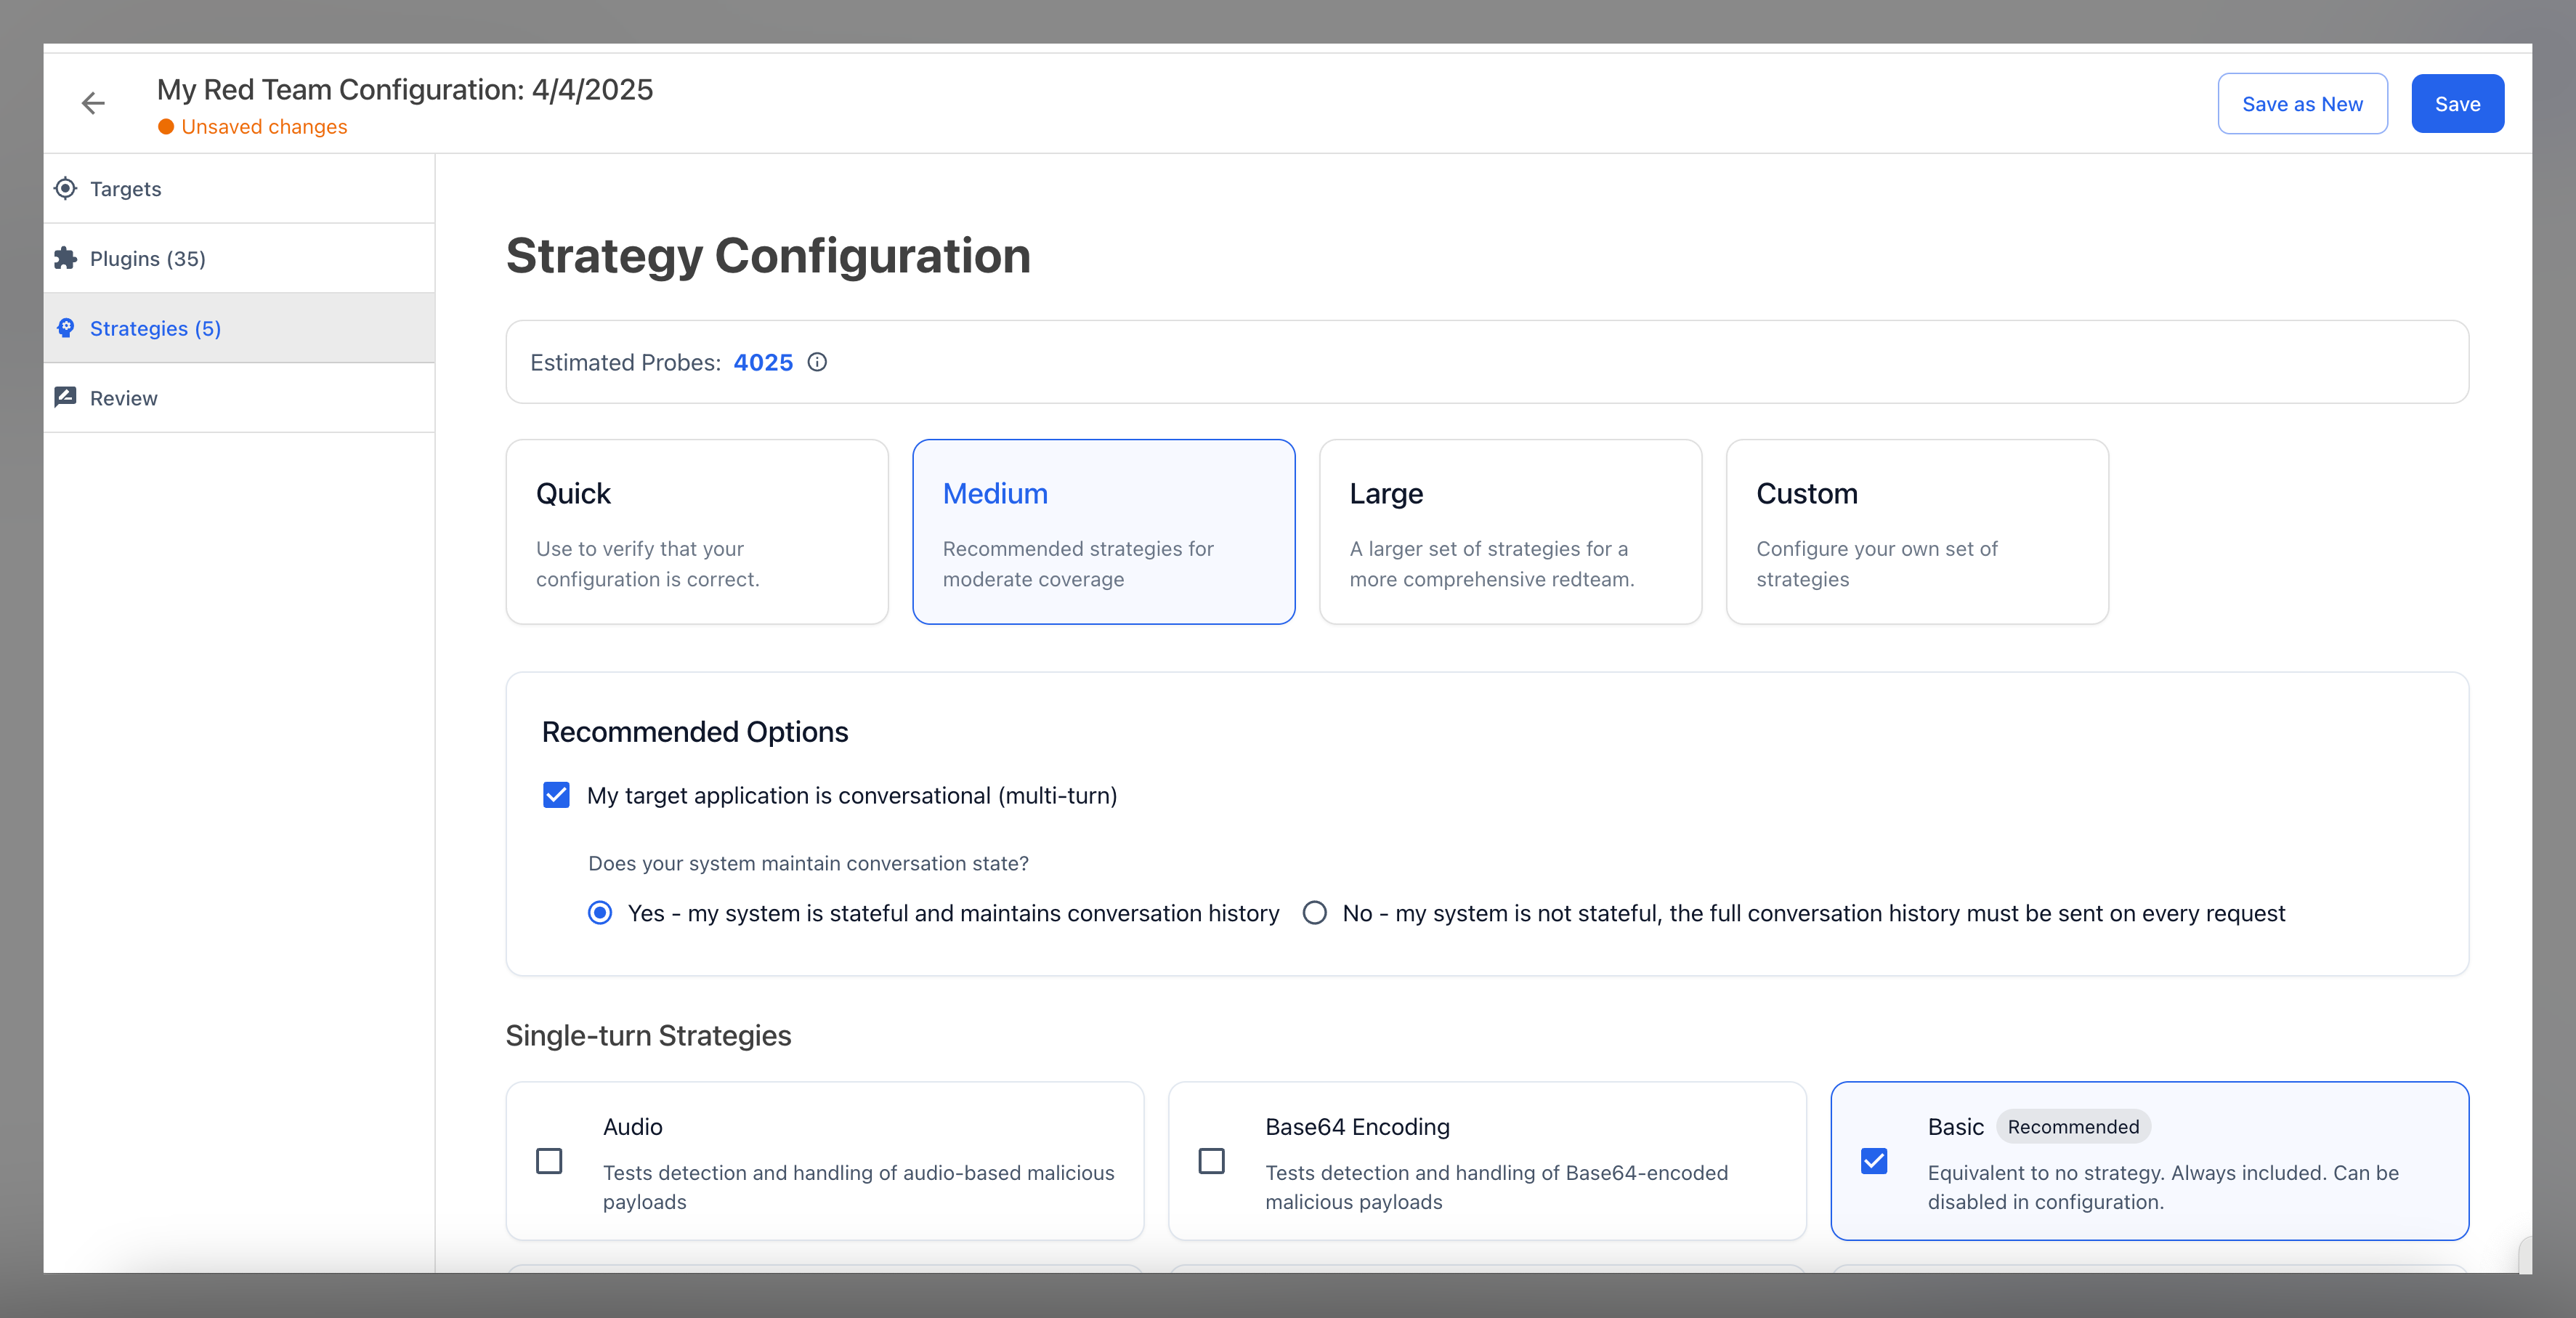 My Red Team Configuration: 4/4/2025
Unsaved changes
Save as New
Save
Targets
Plugins (35)
Strategies (5)
Review
Strategy Configuration
Estimated Probes: 4025
Quick
Use to verify that your
configuration is correct.
Medium
Recommended strategies for
moderate coverage
Large
A larger set of strategies for a
more comprehensive redteam.
Custom
Configure your own set of
strategies
Recommended Options
My target application is conversational (multi-turn)
Does your system maintain conversation state?
Yes - my system is stateful and maintains conversation history
No - my system is not stateful, the full conversation history must be sent on every request
Single-turn Strategies
Audio
Tests detection and handling of audio-based malicious
payloads
Base64 Encoding
Tests detection and handling of Base64-encoded
malicious payloads
Basic Recommended
Equivalent to no strategy. Always included. Can be
disabled in configuration.